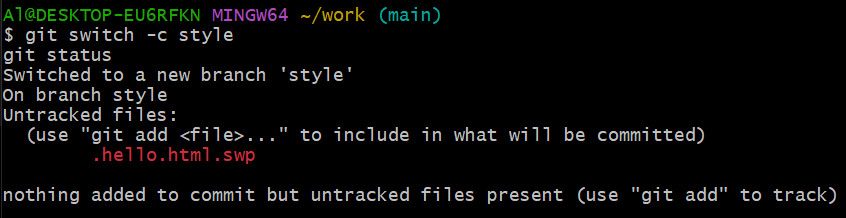 Al@DESKTOP-EU6RFKN MINGW64 ~/work (main)
$ git switch -c style
git status
Switched to a new branch 'style'
On branch style
Untracked files:
  (use "git add <file>..." to include in what will be committed)
        .hello.html.swp

nothing added to commit but untracked files present (use "git add" to track)